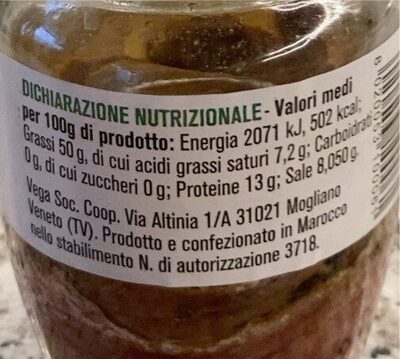 DICHIARAZIONE NUTRIZIONALE - Valori medi
per 100g di prodotto: Energia 2071 kJ, 502 kcal;
Grassi 50 g, di cui acidi grassi saturi 7,2 g; Carboidrati
0 g, di cui zuccheri 0 g; Proteine 13 g; Sale 8,050 g.
Vega Soc. Coop. Via Altinia 1/A 31021 Mogliano
Veneto (TV). Prodotto e confezionato in Marocco
nello stabilimento N. di autorizzazione 3718.